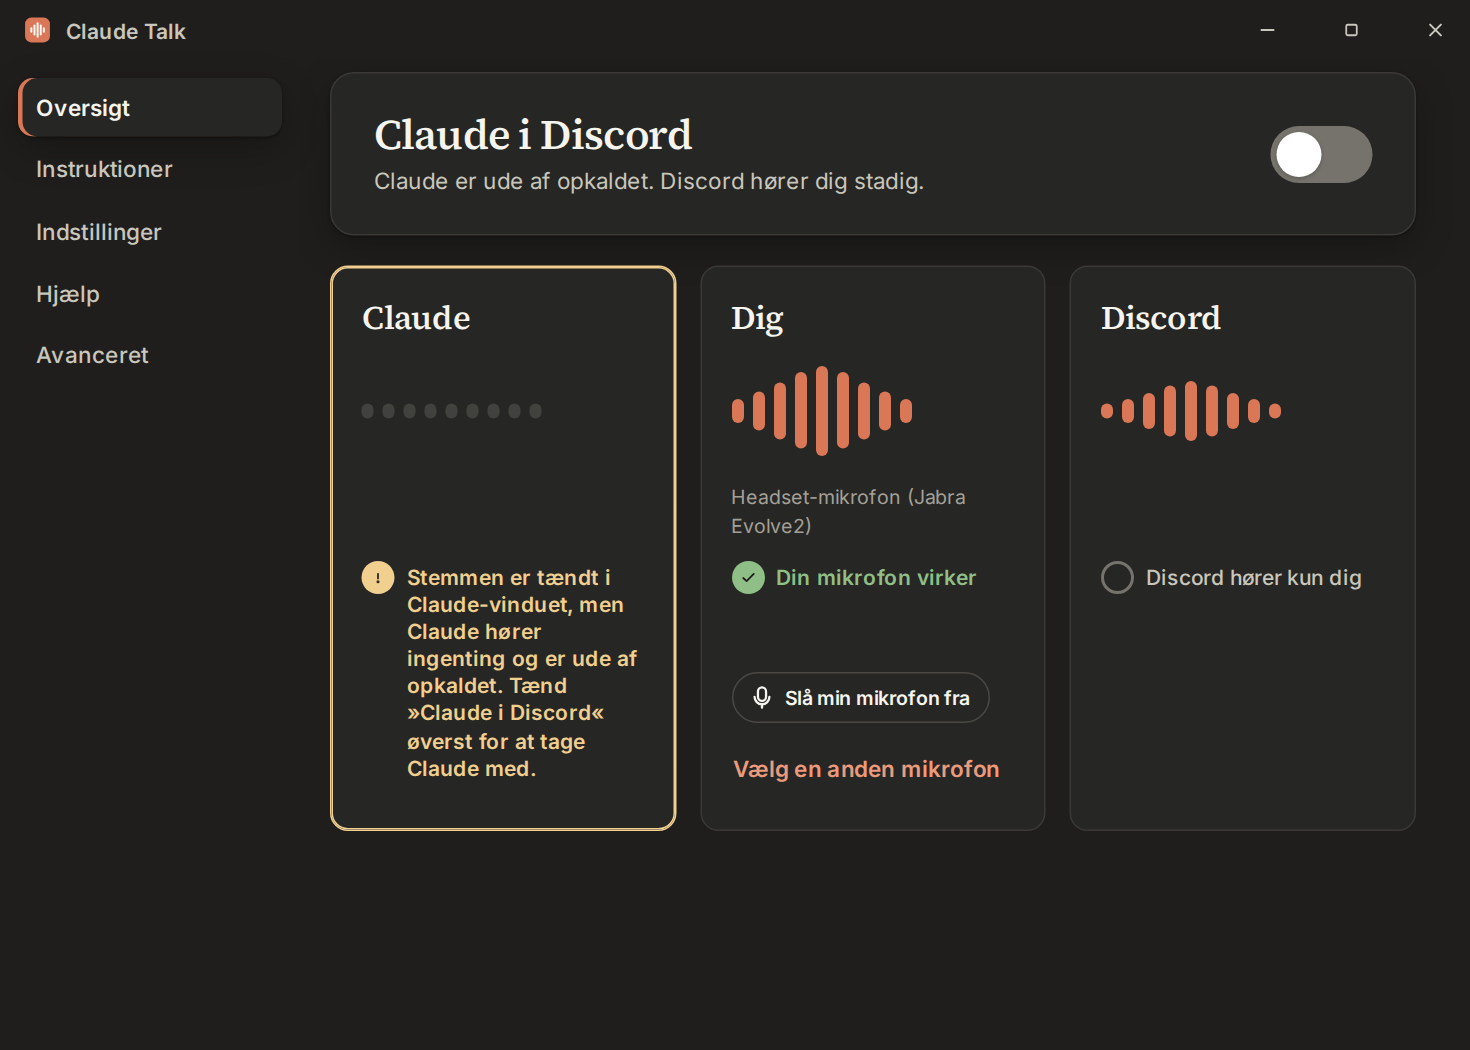 Claude Talk
Oversigt
Instruktioner
Indstillinger
Hjælp
Avanceret
Claude i Discord
Claude er ude af opkaldet. Discord hører dig stadig.
Claude
Stemmen er tændt i
Claude-vinduet, men
Claude hører
ingenting og er ude af
opkaldet. Tænd
»Claude i Discord«
øverst for at tage
Claude med.
Dig
Headset-mikrofon (Jabra
Evolve2)
Din mikrofon virker
Slå min mikrofon fra
Vælg en anden mikrofon
Discord
Discord hører kun dig